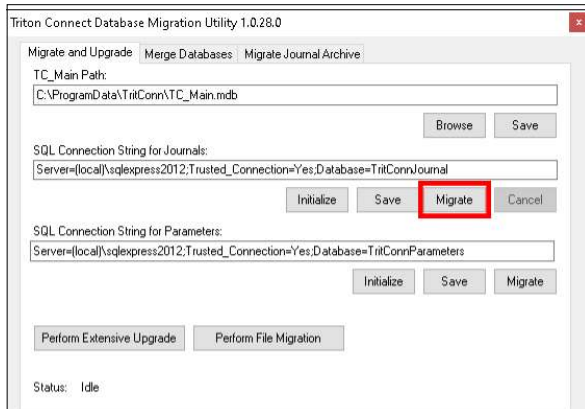 Triton Connect Database Migration Utility 1.0.28.0
x
Migrate and Upgrade Merge Databases Migrate Journal Archive
TC_Main Path:
C:\ProgramData\TritConn\TC_Main.mdb
Browse Save
SQL Connection String for Journals:
Server=(local)\sqlexpress2012;Trusted_Connection=Yes;Database=TritConnJournal
Initialize Save Migrate Cancel
SQL Connection String for Parameters:
Server=(local)\sqlexpress2012;Trusted_Connection=Yes;Database=TritConnParameters
Initialize Save Migrate
Perform Extensive Upgrade Perform File Migration
Status: Idle